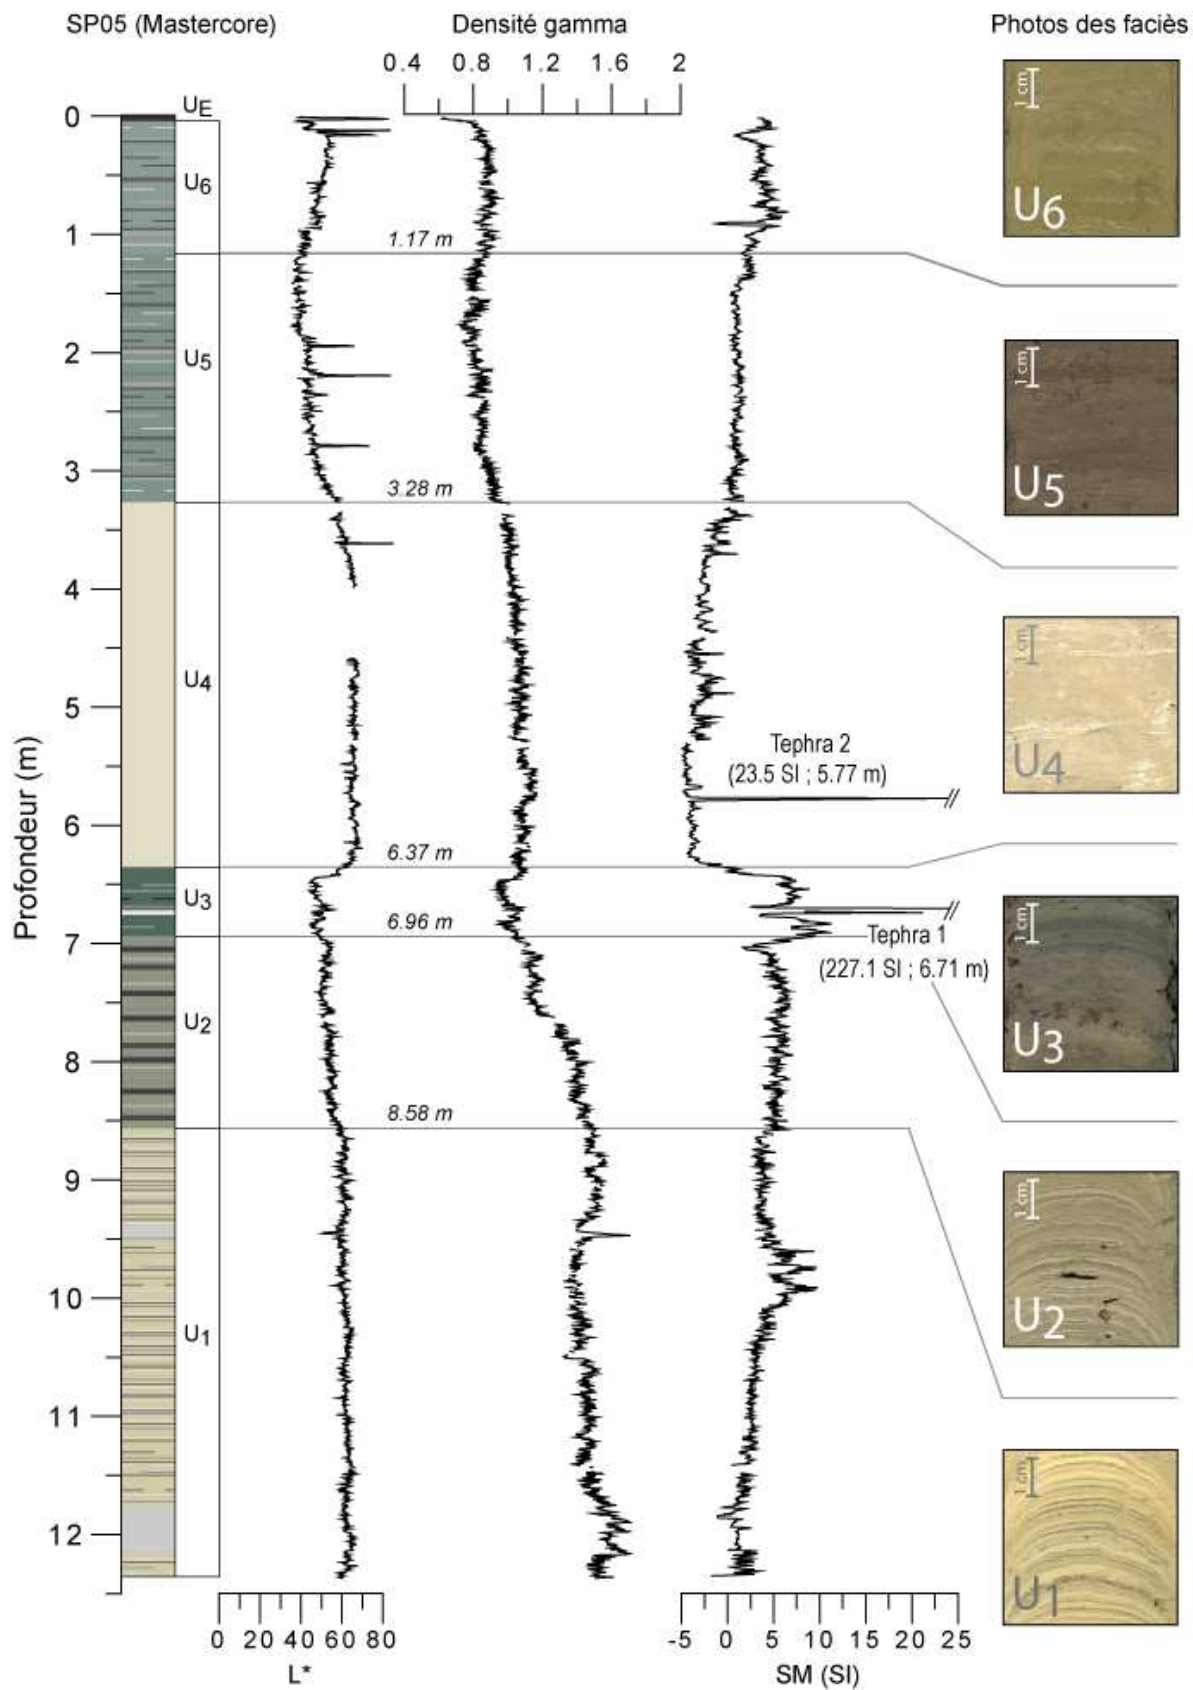 SP05 (Mastercore)
Densité gamma
Photos des faciès
0.4 0.8 1.2 1.6 2
UE
0
U6
1
1.17 m
2
U5
3
3.28 m
4
U4
5
Tephra 2
(23.5 SI ; 5.77 m)
6
6.37 m
U3
6.96 m
7
Tephra 1
(227.1 SI ; 6.71 m)
U2
8
8.58 m
9
10
U1
11
12
Profondeur (m)
0 20 40 60 80
L*
-5 0 5 10 15 20 25
SM (SI)
1 cm
U6
1 cm
U5
1 cm
U4
1 cm
U3
1 cm
U2
1 cm
U1